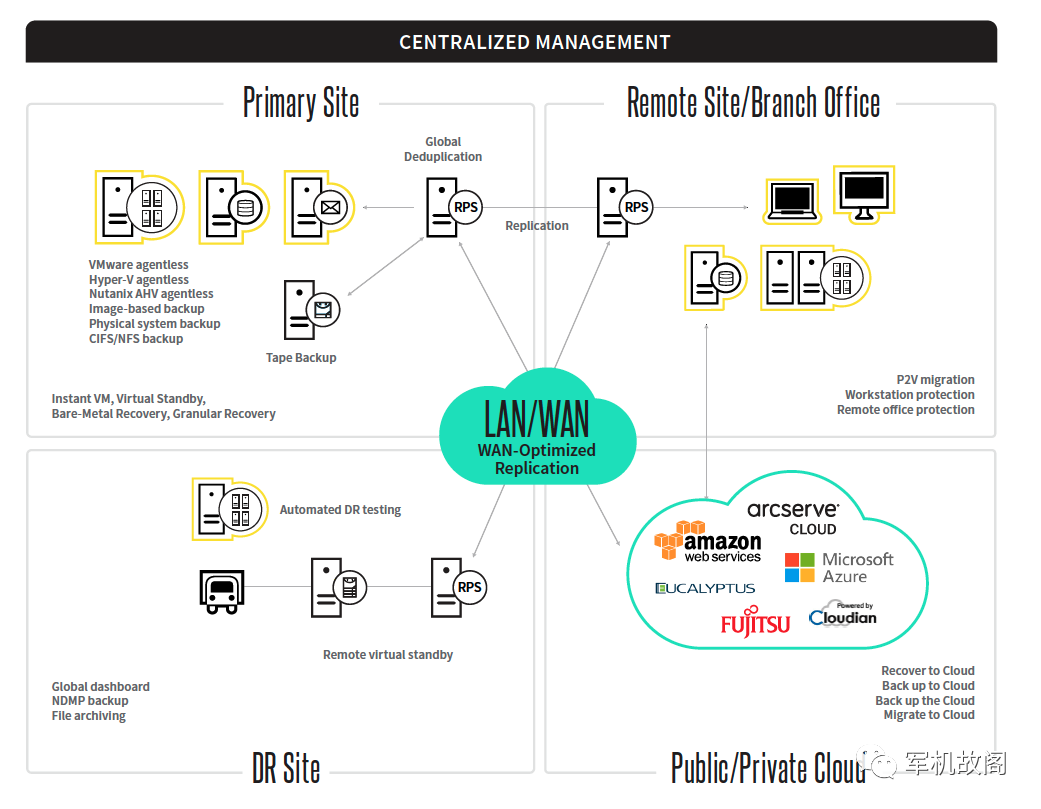 CENTRALIZED MANAGEMENT
Primary Site
Global
Deduplication
RPS
VMware agentless
Hyper-V agentless
Nutanix AHV agentless
Image-based backup
Physical system backup
CIFS/NFS backup
Tape Backup
Instant VM, Virtual Standby,
Bare-Metal Recovery, Granular Recovery
Replication
Remote Site/Branch Office
RPS
P2V migration
Workstation protection
Remote office protection
LAN/WAN
WAN-Optimized
Replication
Automated DR testing
RPS
Remote virtual standby
Global dashboard
NDMP backup
File archiving
DR Site
arcserve®
CLOUD
amazon
web services
Microsoft
Azure
EUCALYPTUS
FUJITSU
Powered by
Cloudian
Recover to Cloud
Back up to Cloud
Back up the Cloud
Migrate to Cloud
Public/Private Cloud
军机故阁